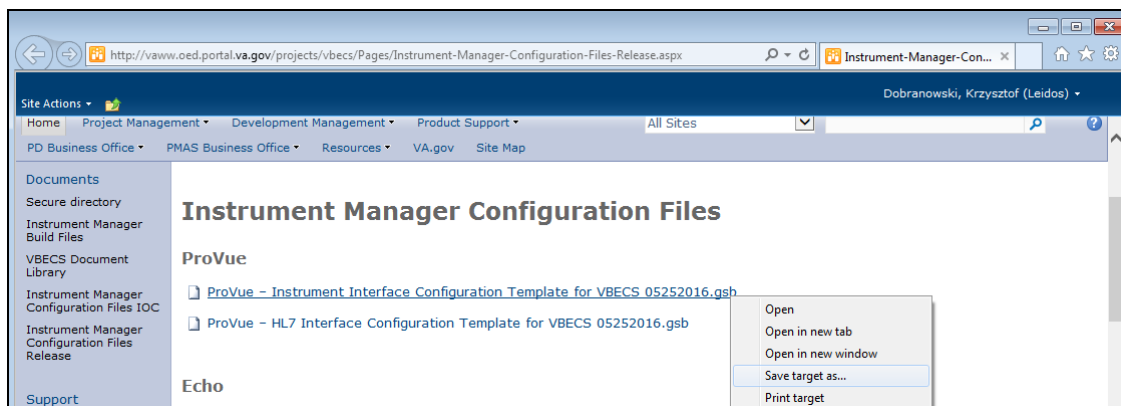 http://vaww.oed.portal.va.gov/projects/vbecs/Pages/Instrument-Manager-Configuration-Files-Release.aspx
Instrument-Manager-Con...
Site Actions
Dobranowski, Krzysztof (Leidos)
Home Project Management Development Management Product Support All Sites
PD Business Office PMAS Business Office Resources VA.gov Site Map
Documents
Secure directory
Instrument Manager
Build Files
VBECS Document
Library
Instrument Manager
Configuration Files IOC
Instrument Manager
Configuration Files
Release
Support
Instrument Manager Configuration Files
ProVue
ProVue – Instrument Interface Configuration Template for VBECS 05252016.gsb
ProVue – HL7 Interface Configuration Template for VBECS 05252016.gsb
Echo
Open
Open in new tab
Open in new window
Save target as...
Print target